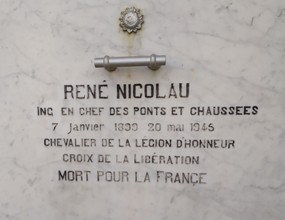 RENÉ NICOLAU
ING EN CHEF DES PONTS ET CHAUSSEES
7 Janvier 1899 20 mai 1945
CHEVALIER DE LA LEGION D'HONNEUR
CROIX DE LA LIBÉRATION
MORT POUR LA FRANCE